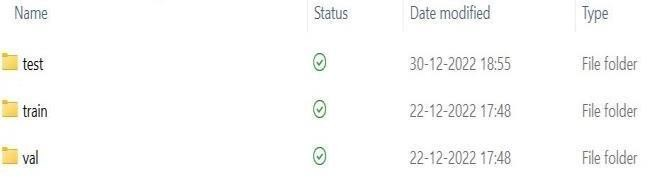 Name Status Date modified Type
test 30-12-2022 18:55 File folder
train 22-12-2022 17:48 File folder
val 22-12-2022 17:48 File folder